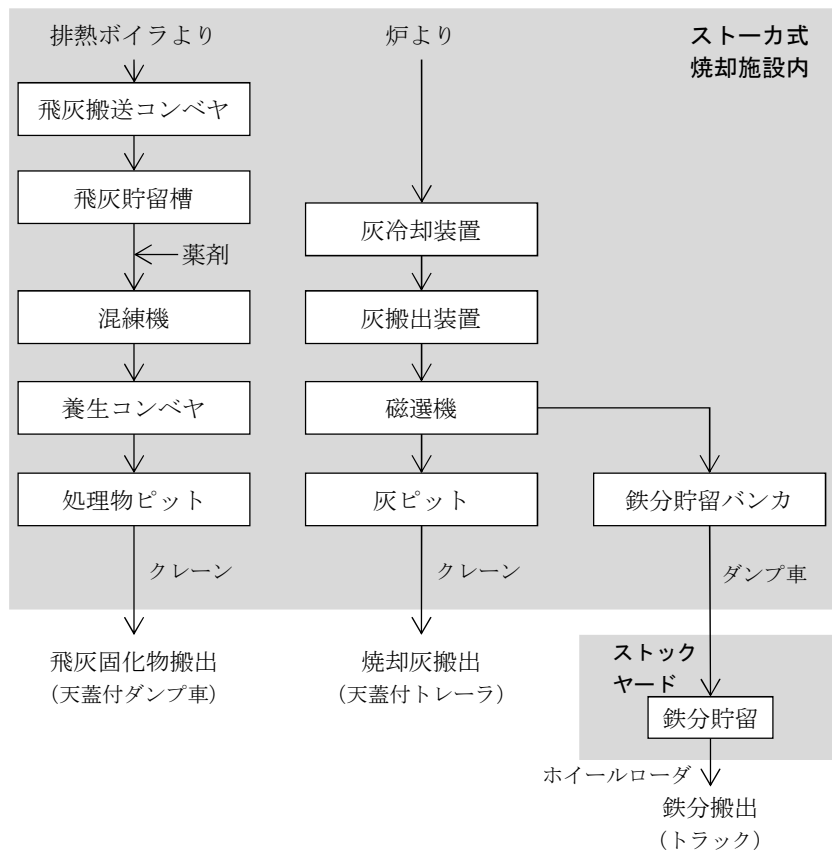 排熱ボイラより
炉より
ストーカ式
焼却施設内
飛灰搬送コンベヤ
飛灰貯留槽
灰冷却装置
薬剤
混練機
灰搬出装置
養生コンベヤ
磁選機
処理物ピット
灰ピット
鉄分貯留バンカ
クレーン
クレーン
ダンプ車
飛灰固化物搬出
(天蓋付ダンプ車)
焼却灰搬出
(天蓋付トレーラ)
ストック
ヤード
鉄分貯留
ホイールローダ
鉄分搬出
(トラック)